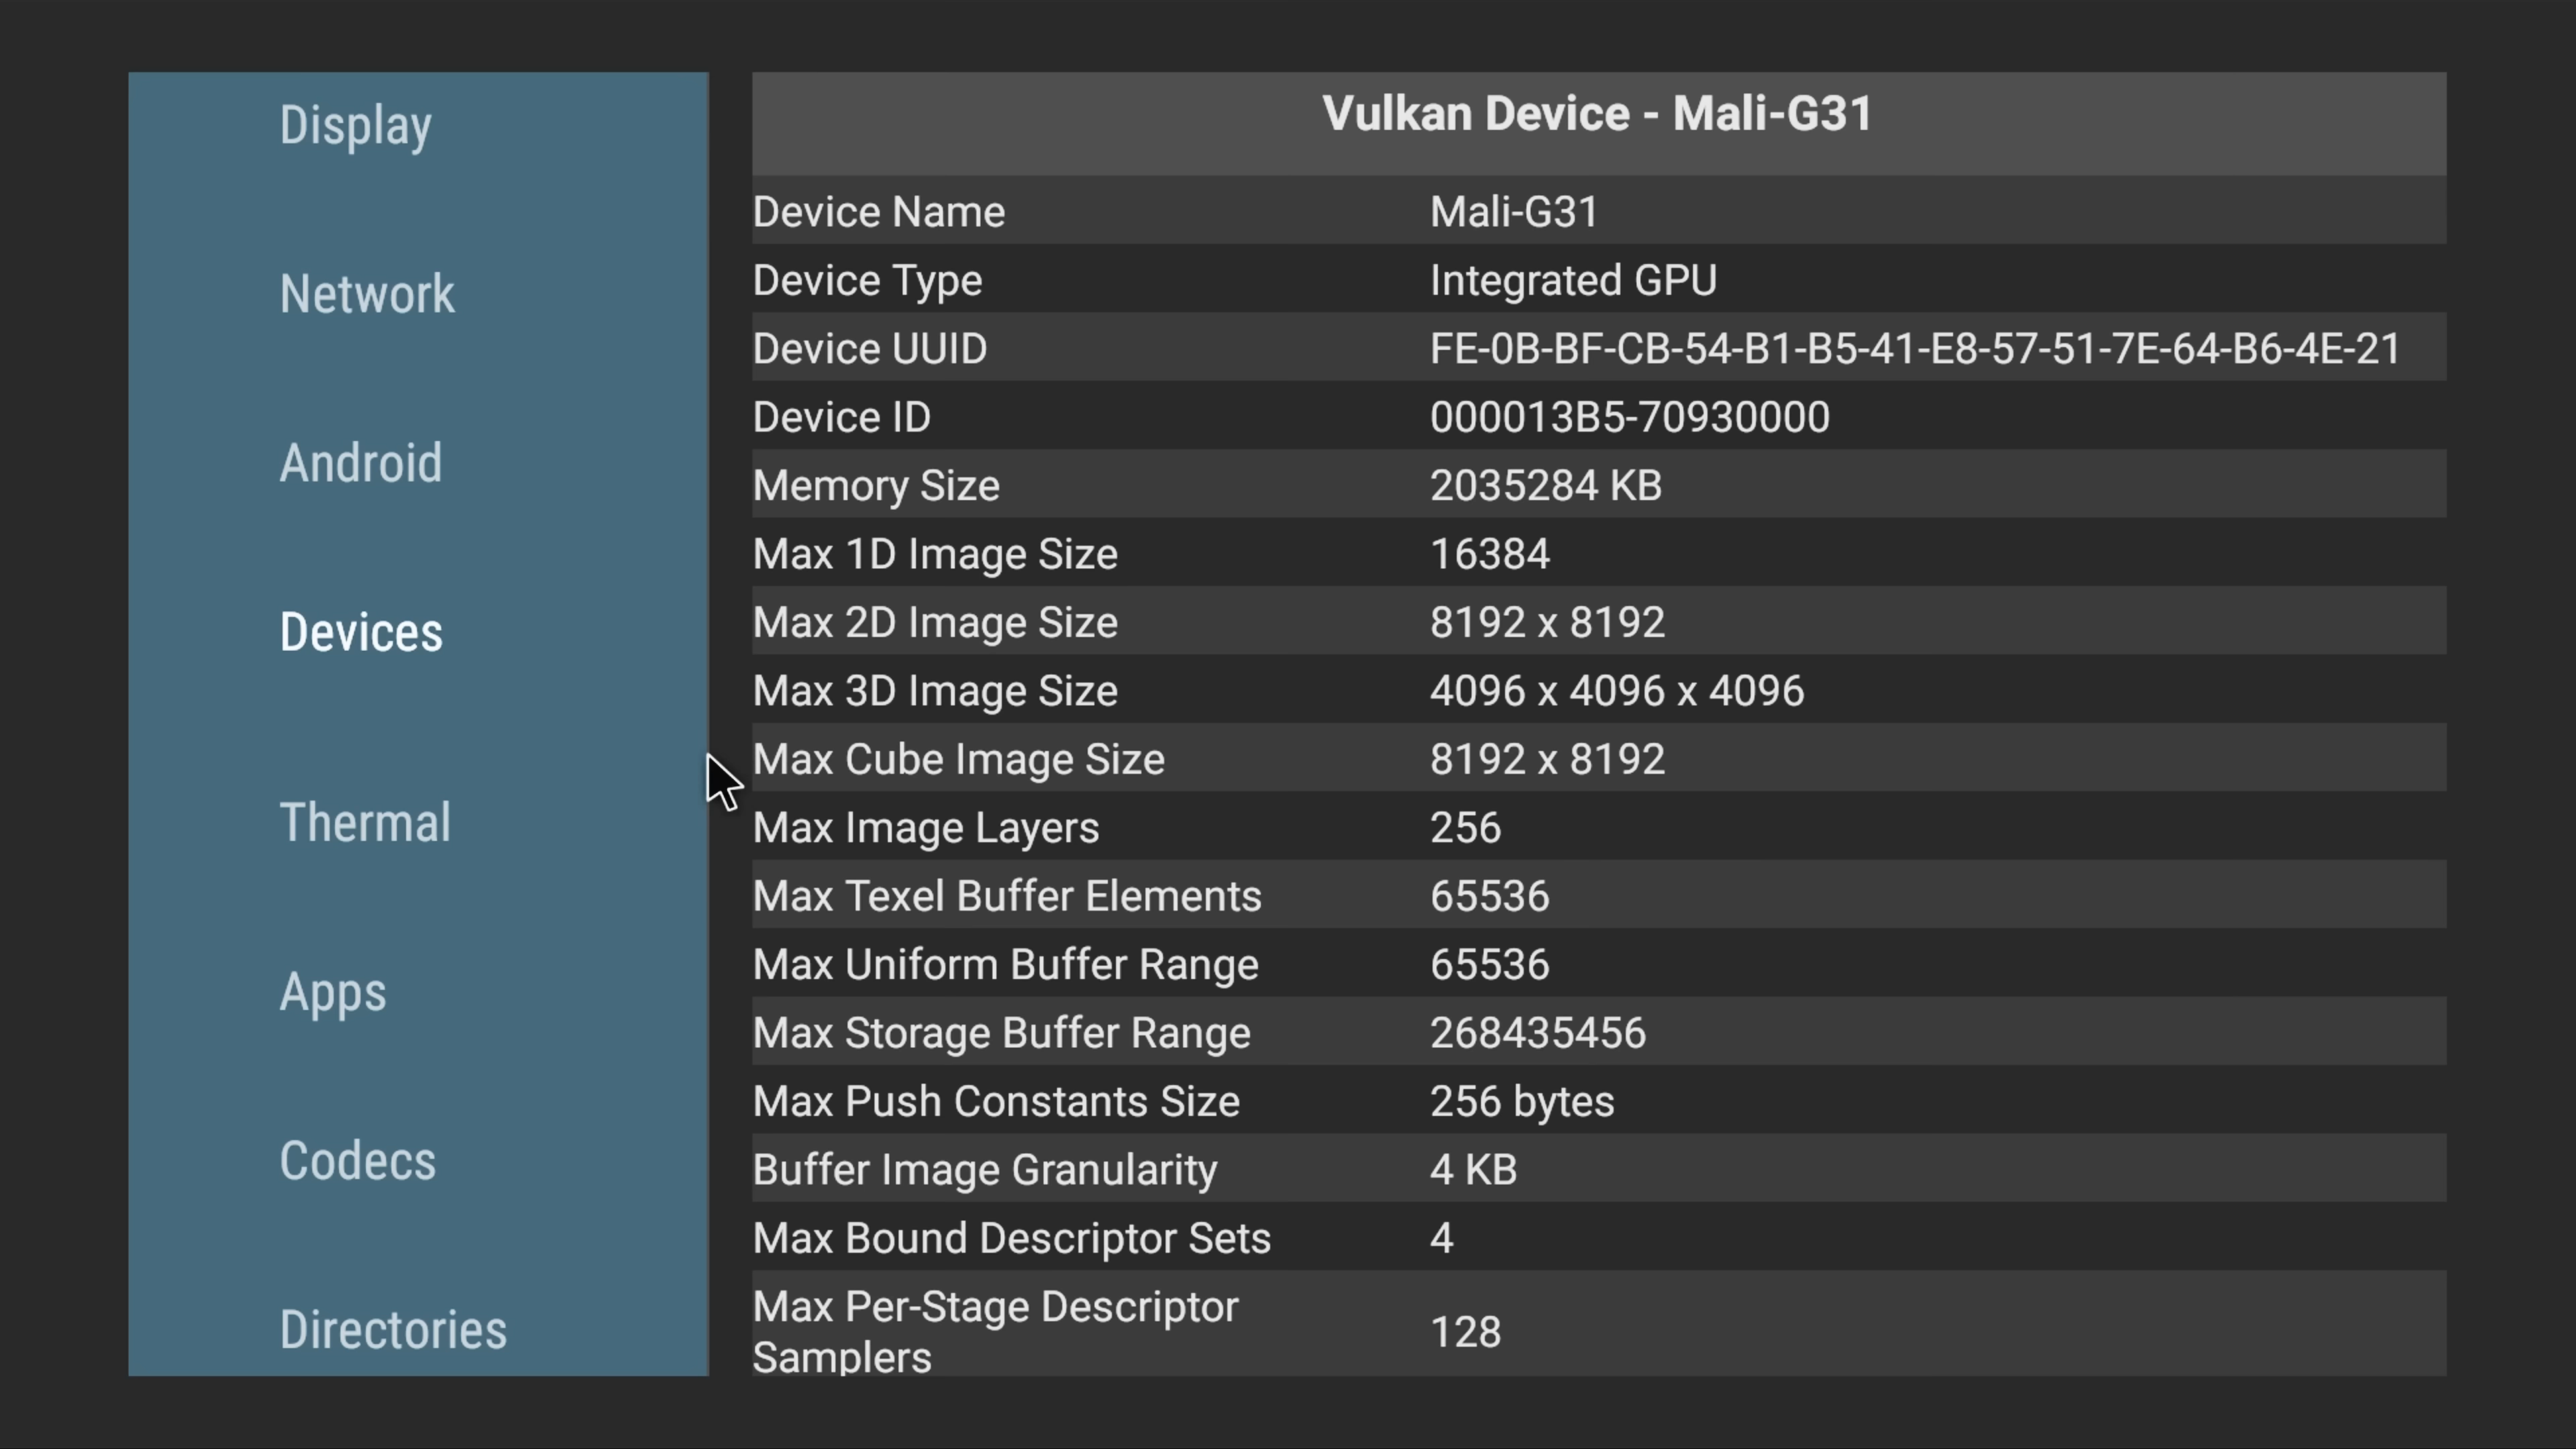 Display
Network
Android
Devices
Thermal
Apps
Codecs
Directories
Vulkan Device - Mali-G31
Device Name Mali-G31
Device Type Integrated GPU
Device UUID FE-0B-BF-CB-54-B1-B5-41-E8-57-51-7E-64-B6-4E-21
Device ID 000013B5-70930000
Memory Size 2035284 KB
Max 1D Image Size 16384
Max 2D Image Size 8192 x 8192
Max 3D Image Size 4096 x 4096 x 4096
Max Cube Image Size 8192 x 8192
Max Image Layers 256
Max Texel Buffer Elements 65536
Max Uniform Buffer Range 65536
Max Storage Buffer Range 268435456
Max Push Constants Size 256 bytes
Buffer Image Granularity 4 KB
Max Bound Descriptor Sets 4
Max Per-Stage Descriptor
Samplers 128